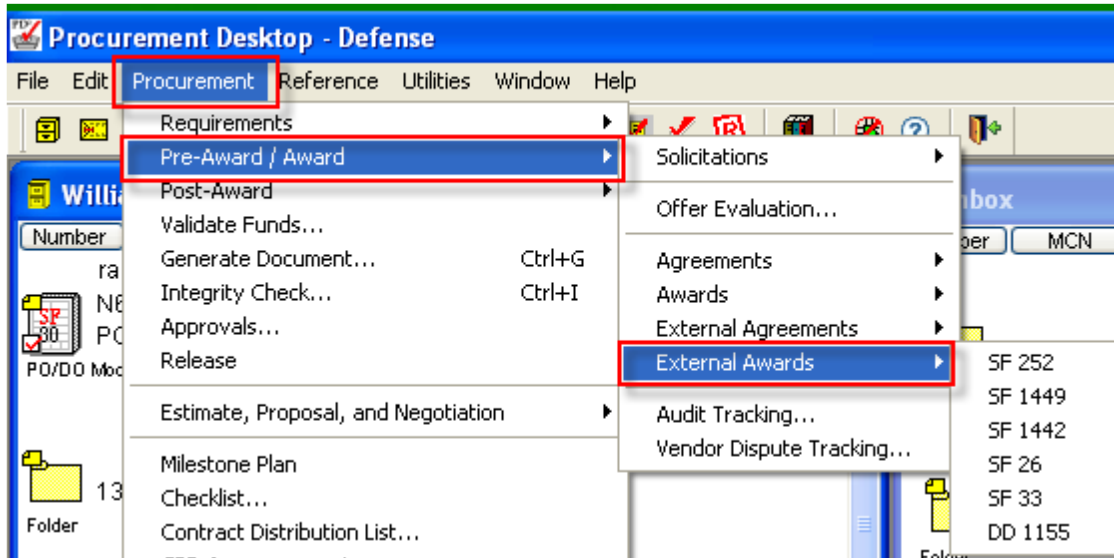 Procurement Desktop - Defense
File Edit Procurement Reference Utilities Window Help
Requirements
Pre-Award / Award
Post-Award
Validate Funds...
Generate Document... Ctrl+G
Integrity Check... Ctrl+I
Approvals...
Release
Estimate, Proposal, and Negotiation
Milestone Plan
Checklist...
Contract Distribution List...
Solicitations
Offer Evaluation...
Agreements
Awards
External Agreements
External Awards
Audit Tracking...
Vendor Dispute Tracking...
SF 252
SF 1449
SF 1442
SF 26
SF 33
DD 1155
Number
SF
30
PO/DO
13
Folder
MCN